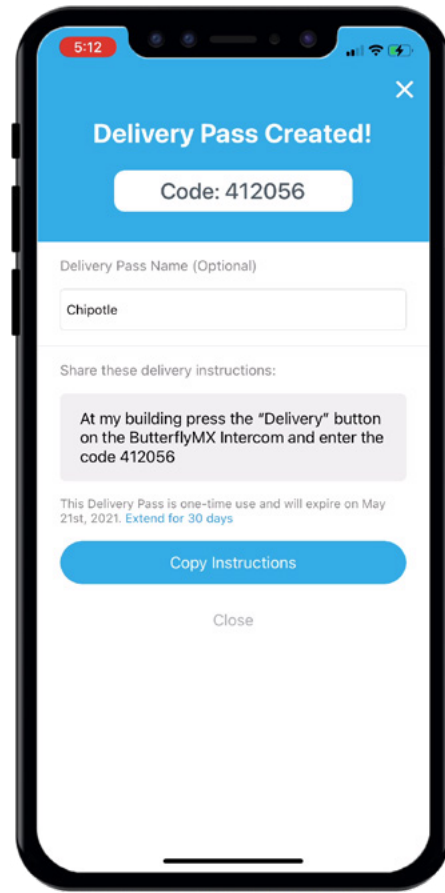 5:12
Delivery Pass Created!
Code: 412056
Delivery Pass Name (Optional)
Chipotle
Share these delivery instructions:
At my building press the “Delivery” button
on the ButterflyMX Intercom and enter the
code 412056
This Delivery Pass is one-time use and will expire on May
21st, 2021. Extend for 30 days
Copy Instructions
Close